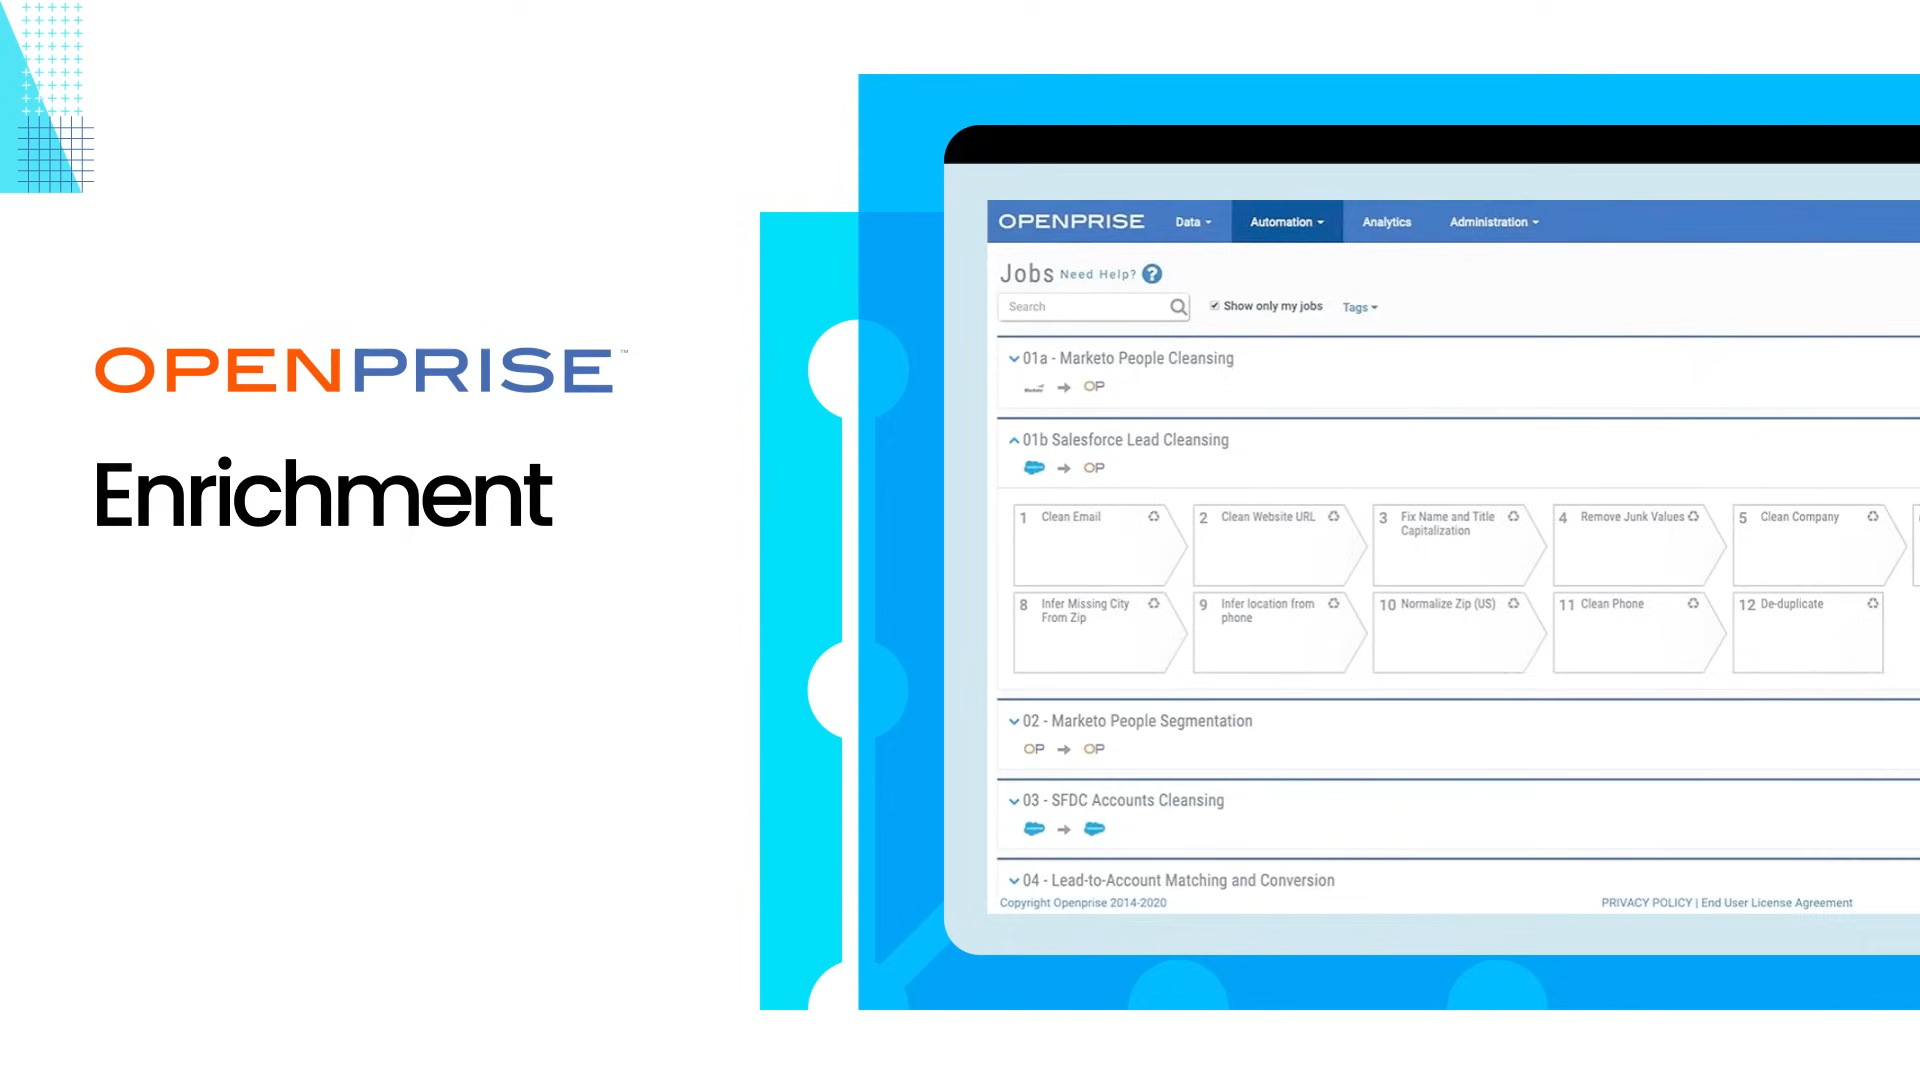 OPENPRISE™
Enrichment
OPENPRISE Data Automation Analytics Administration
Jobs Need Help? ?
Search Show only my jobs Tags
01a - Marketo People Cleansing
Marketo OP
01b Salesforce Lead Cleansing
OP
1 Clean Email 2 Clean Website URL 3 Fix Name and Title Capitalization 4 Remove Junk Values 5 Clean Company
8 Infer Missing City From Zip 9 Infer location from phone 10 Normalize Zip (US) 11 Clean Phone 12 De-duplicate
02 - Marketo People Segmentation
OP OP
03 - SFDC Accounts Cleansing
04 - Lead-to-Account Matching and Conversion
Copyright Openprise 2014-2020 PRIVACY POLICY | End User License Agreement